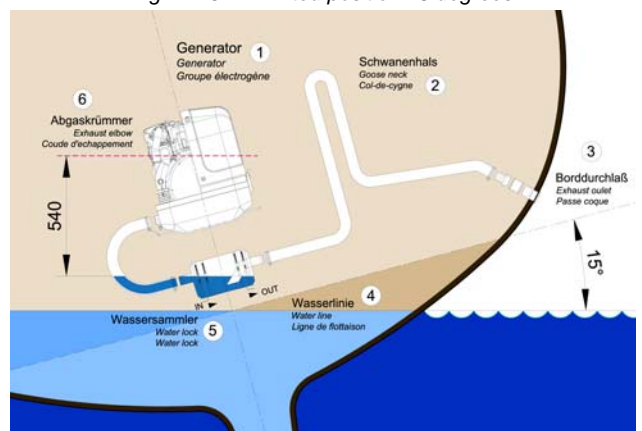 position
degrees
Generator 1
Generator
Groupe électrogène
Schwanenhals
Goose neck
Col-de-cygne 2
6
Abgaskrümmer
Exhaust elbow
Coude d'echappement
3
Borddurchlaß
Exhaust oulet
Passe coque
540
15°
IN
OUT
Wasserlinie 4
Water line
Ligne de flottaison
Wassersammler 5
Water lock
Water lock